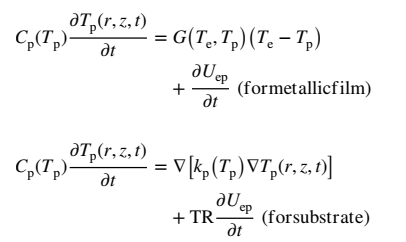 C_p(T_p) ∂T_p(r, z, t)/∂t = G(T_e, T_p)(T_e − T_p)
+ ∂U_ep/∂t (formetallicfilm)
C_p(T_p) ∂T_p(r, z, t)/∂t = ∇[k_p(T_p)∇T_p(r, z, t)]
+ TR ∂U_ep/∂t (forsubstrate)